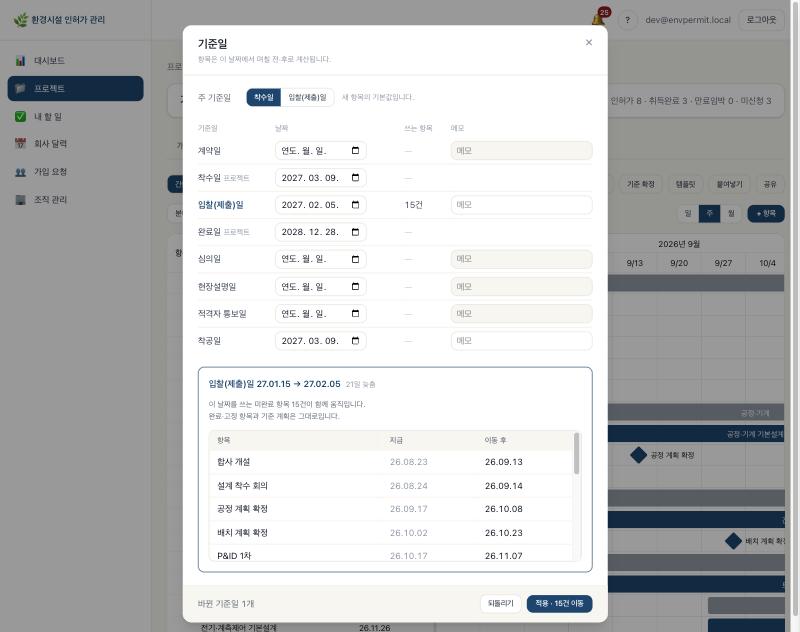 환경시설 인허가 관리
25
?
dev@envpermit.local
로그아웃
대시보드
프로젝트
내 할 일
회사 달력
가입 요청
조직 관리
인허가 8 · 취득완료 3 · 만료임박 0 · 미신청 3
기준 확정
템플릿
붙여넣기
공유
일
주
월
+ 항목
2026년 9월
9/13
9/20
9/27
10/4
공정·기계
공정·기계 기본설계
공정 계획 확정
배치 계획 확정
전기·계측제어 기본설계
26.11.26
기준일
×
항목은 이 날짜에서 며칠 전·후로 계산됩니다.
주 기준일
착수일
입찰(제출)일
새 항목의 기본값입니다.
기준일 날짜 쓰는 항목 메모
계약일 연도. 월. 일. — 메모
착수일 프로젝트 2027. 03. 09. —
입찰(제출)일 2027. 02. 05. 15건 메모
완료일 프로젝트 2028. 12. 28. —
심의일 연도. 월. 일. — 메모
현장설명일 연도. 월. 일. — 메모
적격자 통보일 연도. 월. 일. — 메모
착공일 2027. 03. 09. — 메모
입찰(제출)일 27.01.15 → 27.02.05 21일 늦춤
이 날짜를 쓰는 미완료 항목 15건이 함께 움직입니다.
완료·고정 항목과 기준 계획은 그대로입니다.
항목 지금 이동 후
합사 개설 26.08.23 26.09.13
설계 착수 회의 26.08.24 26.09.14
공정 계획 확정 26.09.17 26.10.08
배치 계획 확정 26.10.02 26.10.23
P&ID 1차 26.10.17 26.11.07
바뀐 기준일 1개
되돌리기
적용 · 15건 이동